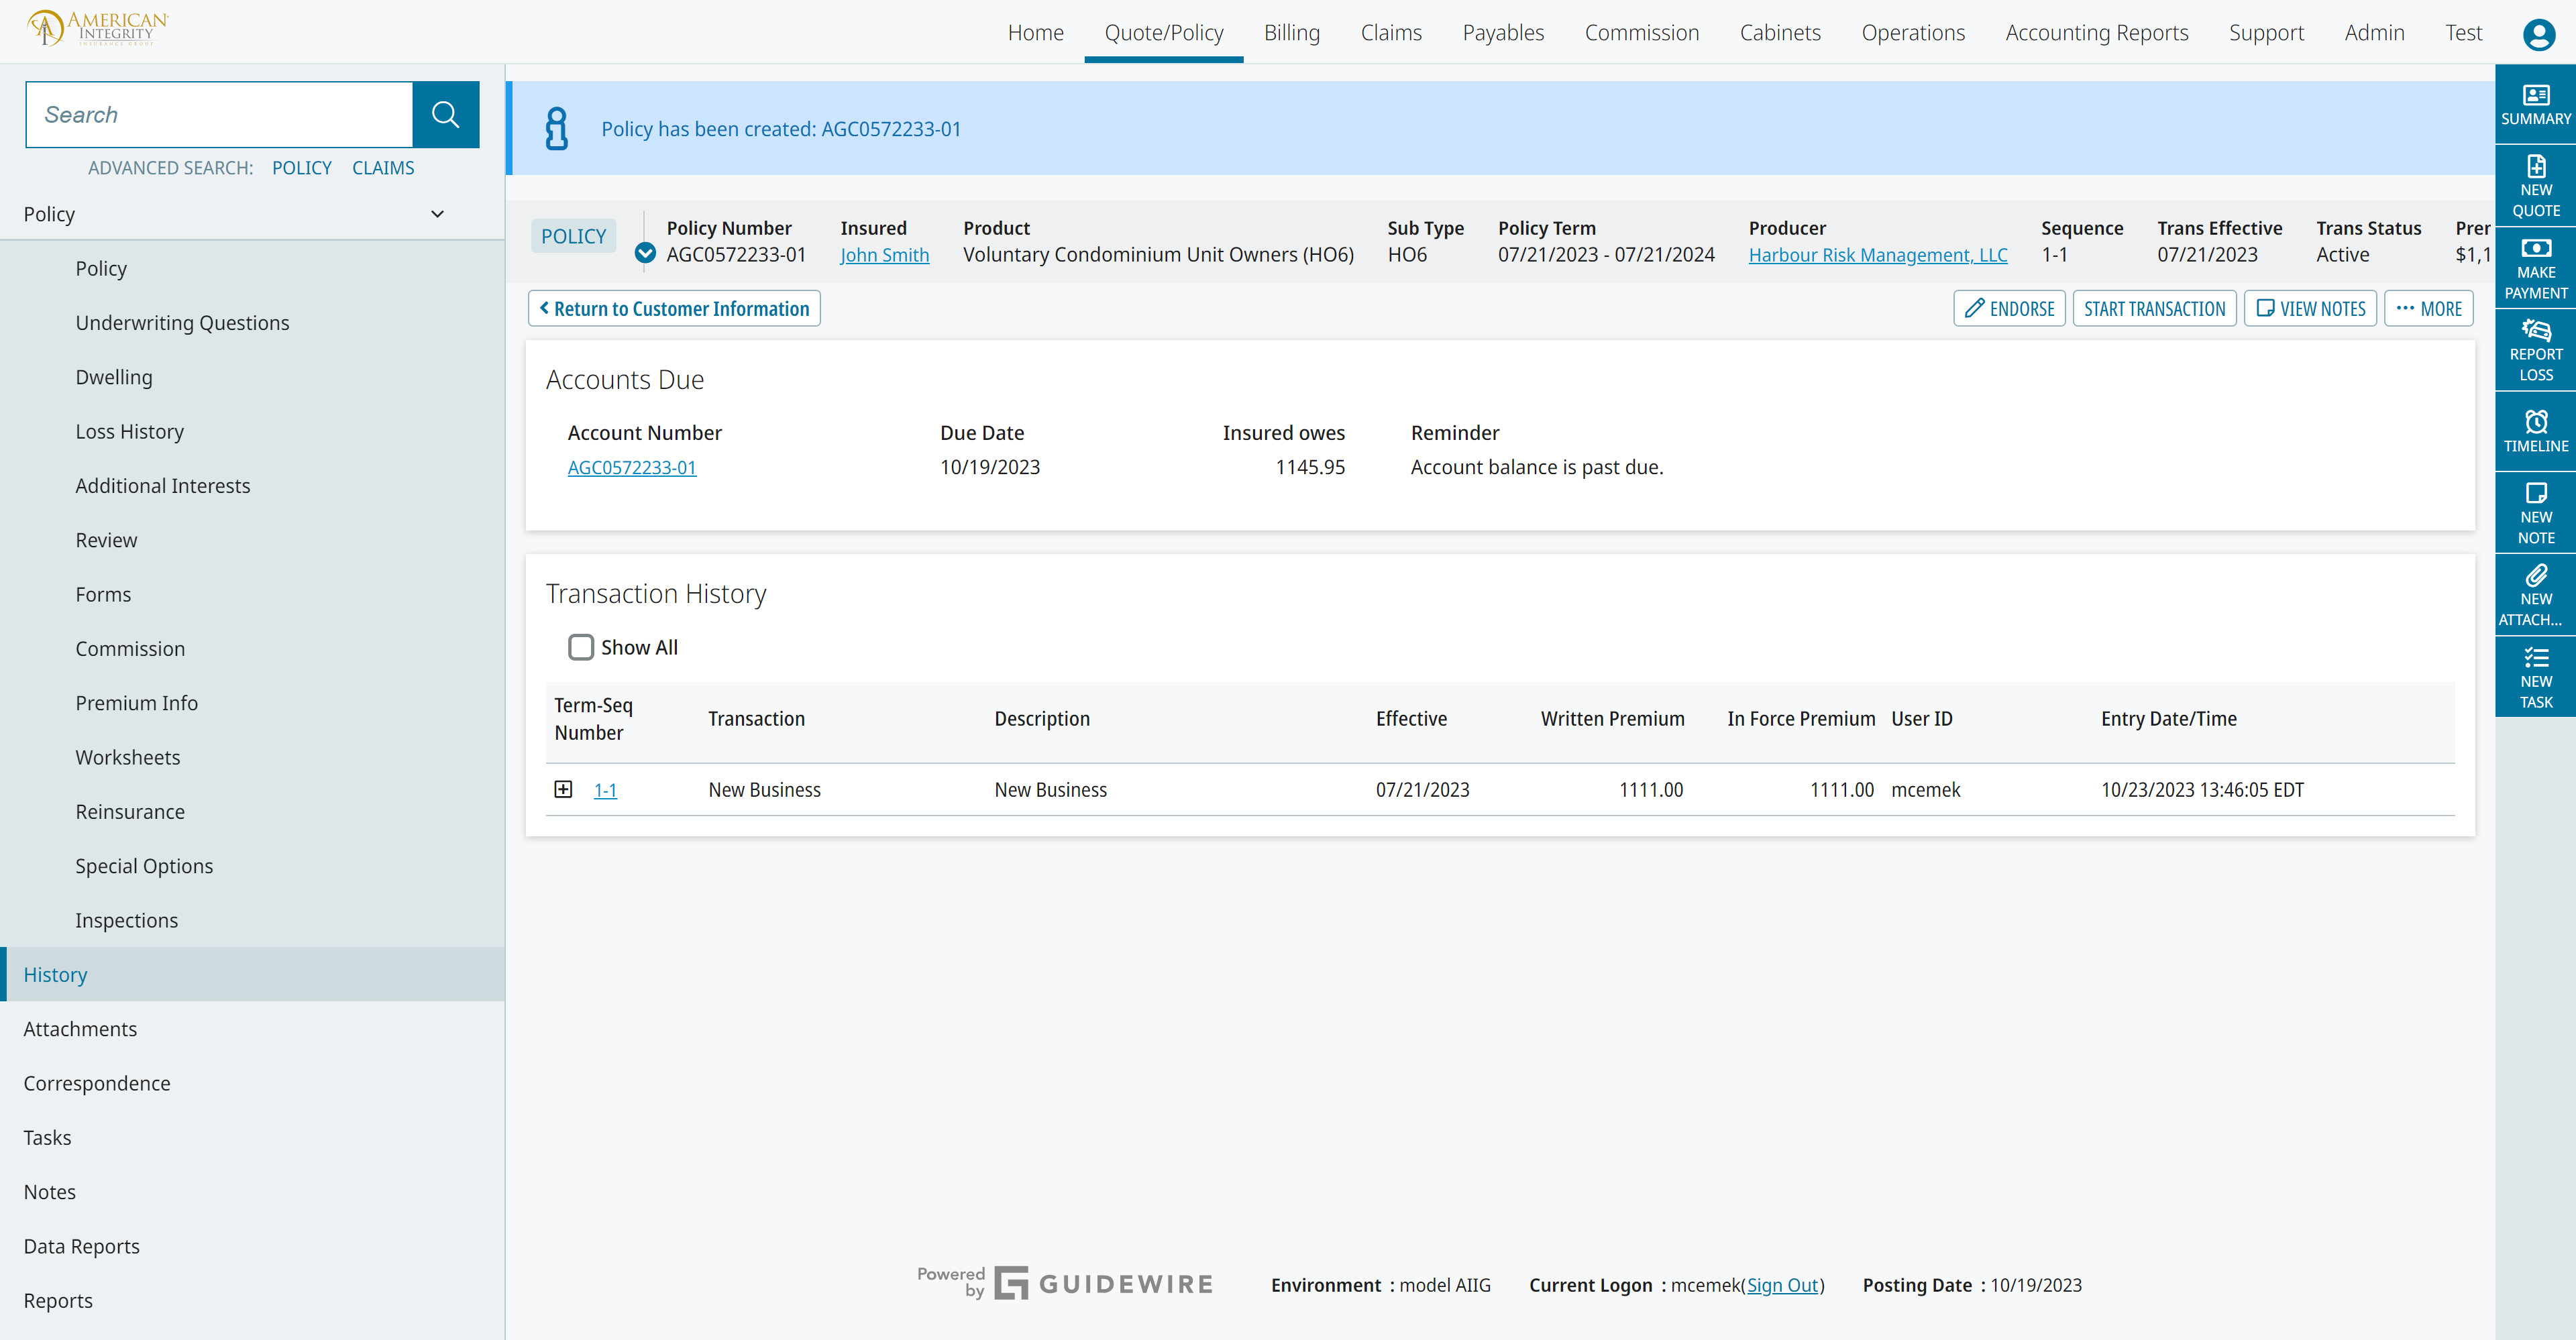 AMERICAN
INTEGRITY
INSURANCE GROUP
Home Quote/Policy Billing Claims Payables Commission Cabinets Operations Accounting Reports Support Admin Test
Search
ADVANCED SEARCH: POLICY CLAIMS
Policy
Policy
Underwriting Questions
Dwelling
Loss History
Additional Interests
Review
Forms
Commission
Premium Info
Worksheets
Reinsurance
Special Options
Inspections
History
Attachments
Correspondence
Tasks
Notes
Data Reports
Reports
Policy has been created: AGC0572233-01
POLICY
Policy Number Insured Product Sub Type Policy Term Producer Sequence Trans Effective Trans Status Prer
AGC0572233-01 John Smith Voluntary Condominium Unit Owners (HO6) HO6 07/21/2023 - 07/21/2024 Harbour Risk Management, LLC 1-1 07/21/2023 Active $1,1
Return to Customer Information ENDORSE START TRANSACTION VIEW NOTES MORE
Accounts Due
Account Number Due Date Insured owes Reminder
AGC0572233-01 10/19/2023 1145.95 Account balance is past due.
Transaction History
Show All
Term-Seq
Number Transaction Description Effective Written Premium In Force Premium User ID Entry Date/Time
1-1 New Business New Business 07/21/2023 1111.00 1111.00 mcemek 10/23/2023 13:46:05 EDT
SUMMARY
NEW
QUOTE
MAKE
PAYMENT
REPORT
LOSS
TIMELINE
NEW
NOTE
NEW
ATTACH...
NEW
TASK
Powered
by GUIDEWIRE
Environment : model AIIG Current Logon : mcemek(Sign Out) Posting Date : 10/19/2023